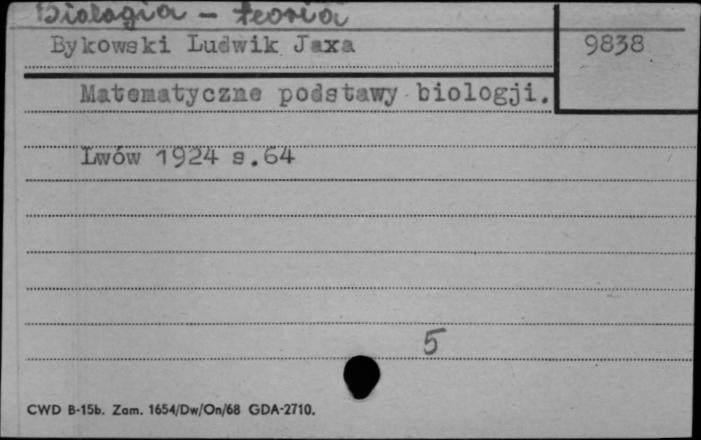 Biologia - teoria
Bykowski Ludwik Jaxa
9838
Matematyczne podstawy biologji.
Lwów 1924 s.64
5
CWD B-15b. Zam. 1654/Dw/On/68 GDA-2710.